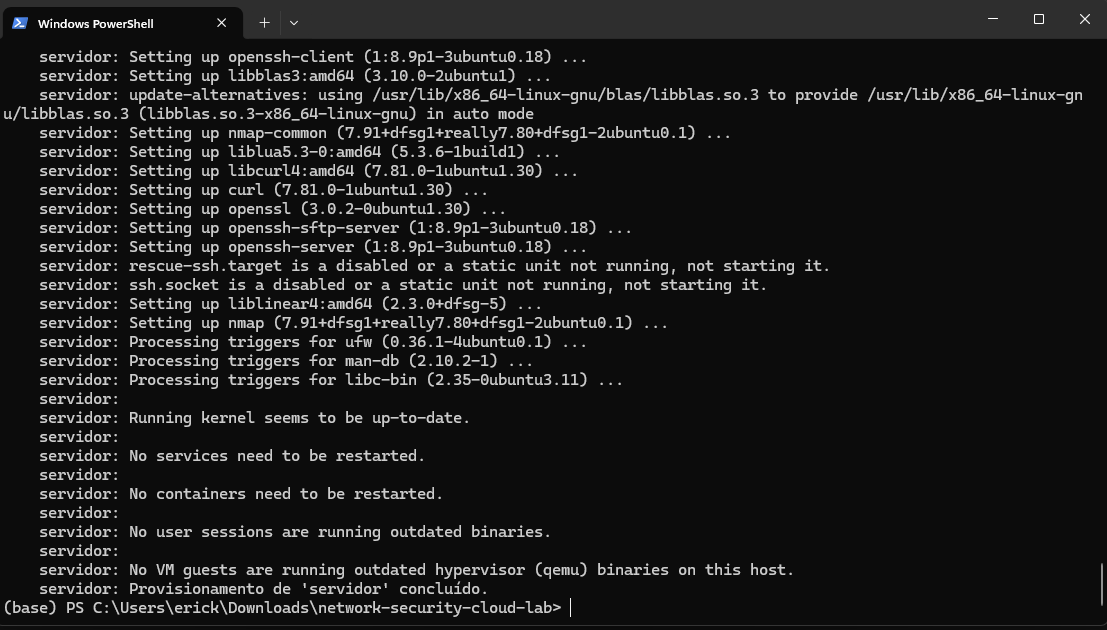 Windows PowerShell
servidor: Setting up openssh-client (1:8.9p1-3ubuntu0.18) ...
servidor: Setting up libblas3:amd64 (3.10.0-2ubuntu1) ...
servidor: update-alternatives: using /usr/lib/x86_64-linux-gnu/blas/libblas.so.3 to provide /usr/lib/x86_64-linux-gn
u/libblas.so.3 (libblas.so.3-x86_64-linux-gnu) in auto mode
servidor: Setting up nmap-common (7.91+dfsg1+really7.80+dfsg1-2ubuntu0.1) ...
servidor: Setting up liblua5.3-0:amd64 (5.3.6-1build1) ...
servidor: Setting up libcurl4:amd64 (7.81.0-1ubuntu1.30) ...
servidor: Setting up curl (7.81.0-1ubuntu1.30) ...
servidor: Setting up openssl (3.0.2-0ubuntu1.30) ...
servidor: Setting up openssh-sftp-server (1:8.9p1-3ubuntu0.18) ...
servidor: Setting up openssh-server (1:8.9p1-3ubuntu0.18) ...
servidor: rescue-ssh.target is a disabled or a static unit not running, not starting it.
servidor: ssh.socket is a disabled or a static unit not running, not starting it.
servidor: Setting up liblinear4:amd64 (2.3.0+dfsg-5) ...
servidor: Setting up nmap (7.91+dfsg1+really7.80+dfsg1-2ubuntu0.1) ...
servidor: Processing triggers for ufw (0.36.1-4ubuntu0.1) ...
servidor: Processing triggers for man-db (2.10.2-1) ...
servidor: Processing triggers for libc-bin (2.35-0ubuntu3.11) ...
servidor:
servidor: Running kernel seems to be up-to-date.
servidor:
servidor: No services need to be restarted.
servidor:
servidor: No containers need to be restarted.
servidor:
servidor: No user sessions are running outdated binaries.
servidor:
servidor: No VM guests are running outdated hypervisor (qemu) binaries on this host.
servidor: Provisionamento de 'servidor' concluído.
(base) PS C:\Users\erick\Downloads\network-security-cloud-lab>